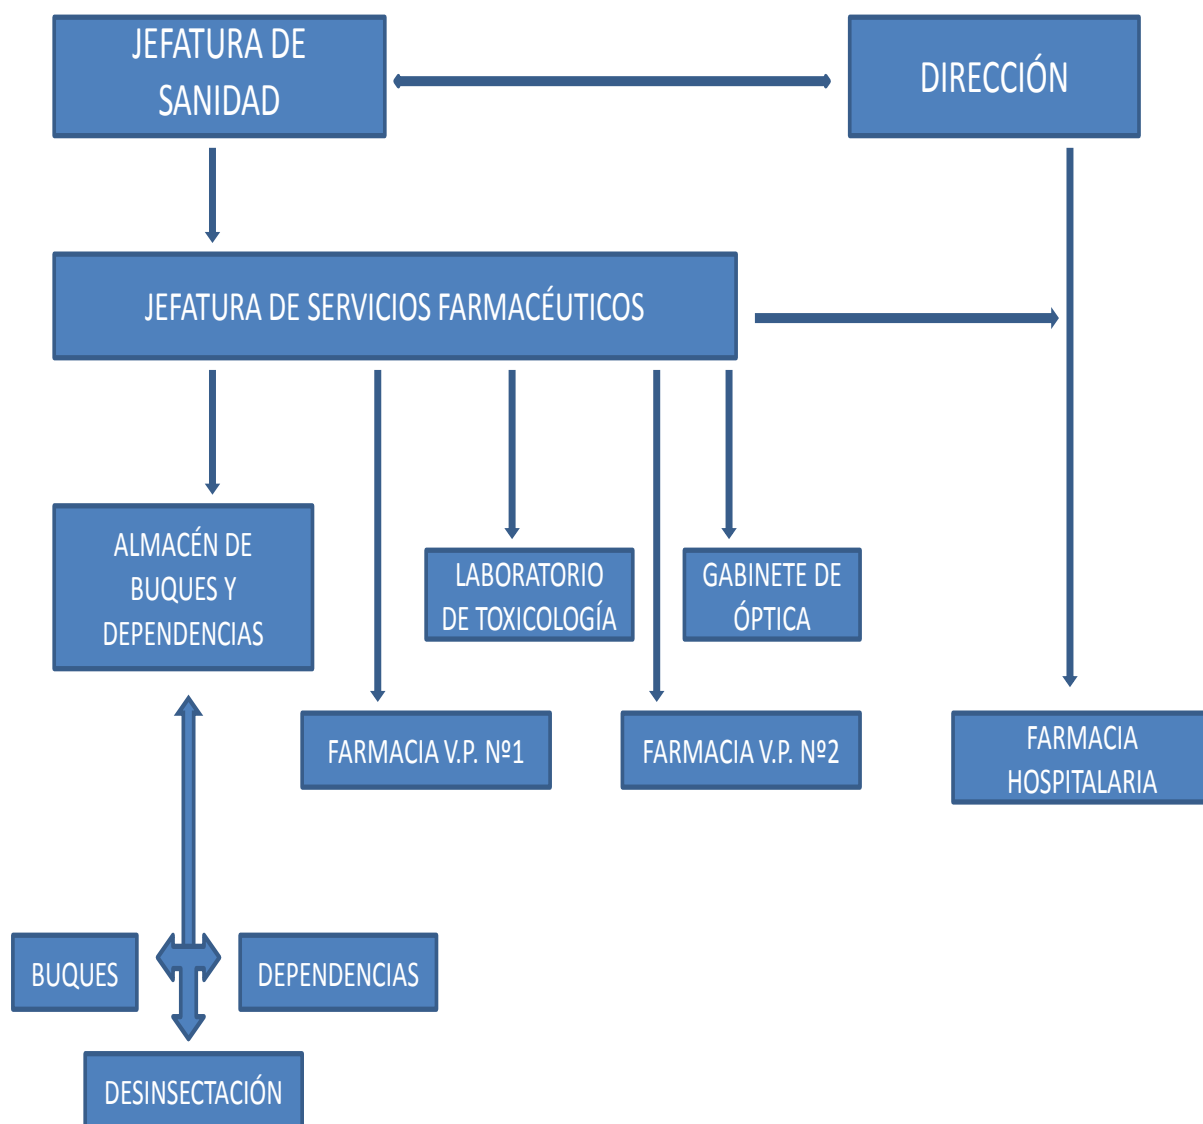 JEFATURA DE
SANIDAD
DIRECCIÓN
JEFATURA DE SERVICIOS FARMACÉUTICOS
ALMACÉN DE
BUQUES Y
DEPENDENCIAS
LABORATORIO
DE TOXICOLOGÍA
GABINETE DE
ÓPTICA
FARMACIA V.P. Nº1
FARMACIA V.P. Nº2
FARMACIA
HOSPITALARIA
BUQUES
DEPENDENCIAS
DESINSECTACIÓN